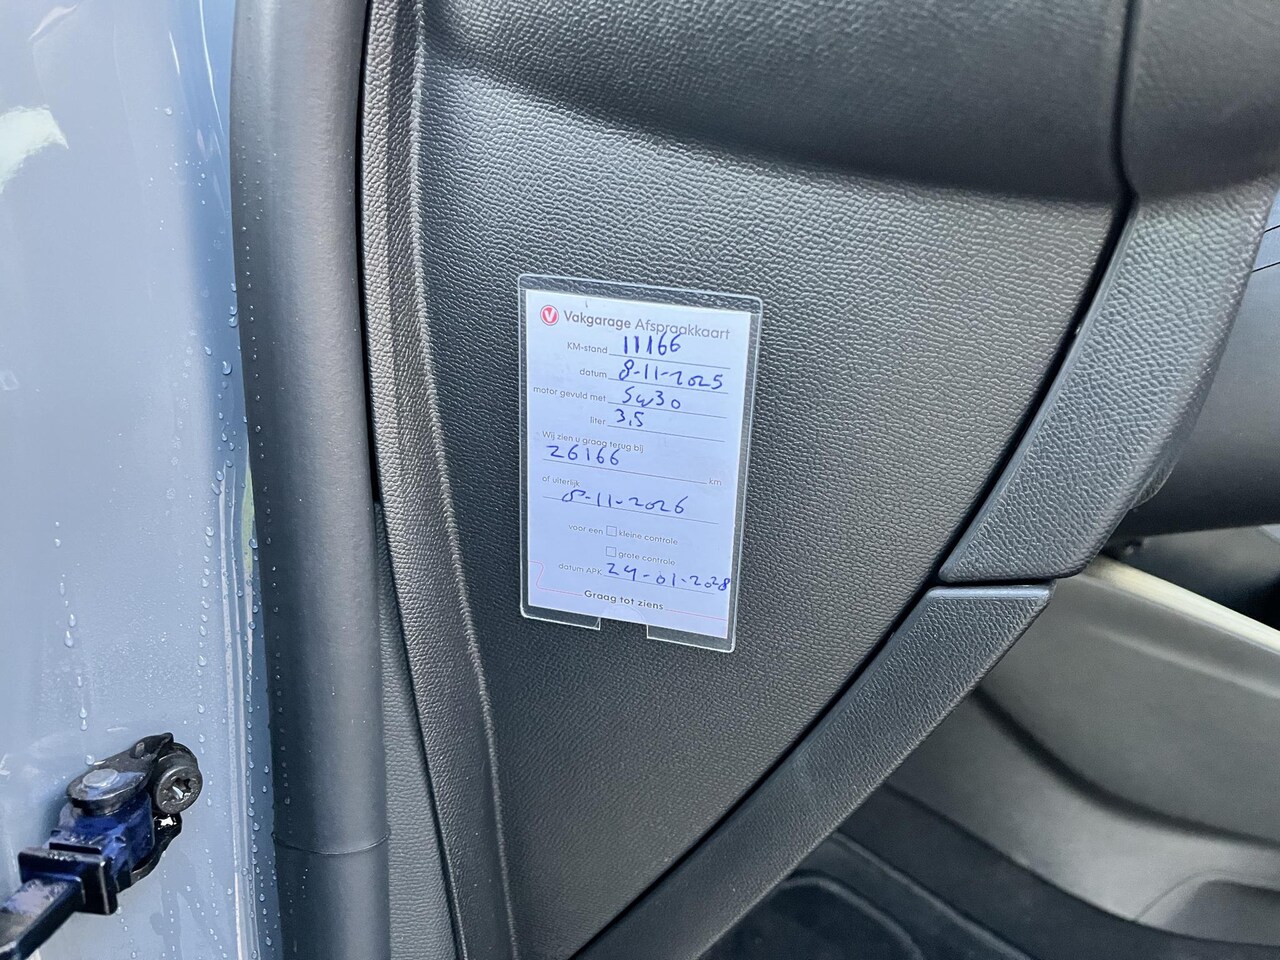 V Vakgarage Afspraakkaart
KM-stand 11166
datum 8-11-2025
motor gevuld met 5w30
liter 3,5
Wij zien u graag terug bij
26166 km
of uiterlijk
8-11-2026
voor een kleine controle
grote controle
datum APK 24-01-2028
Graag tot ziens